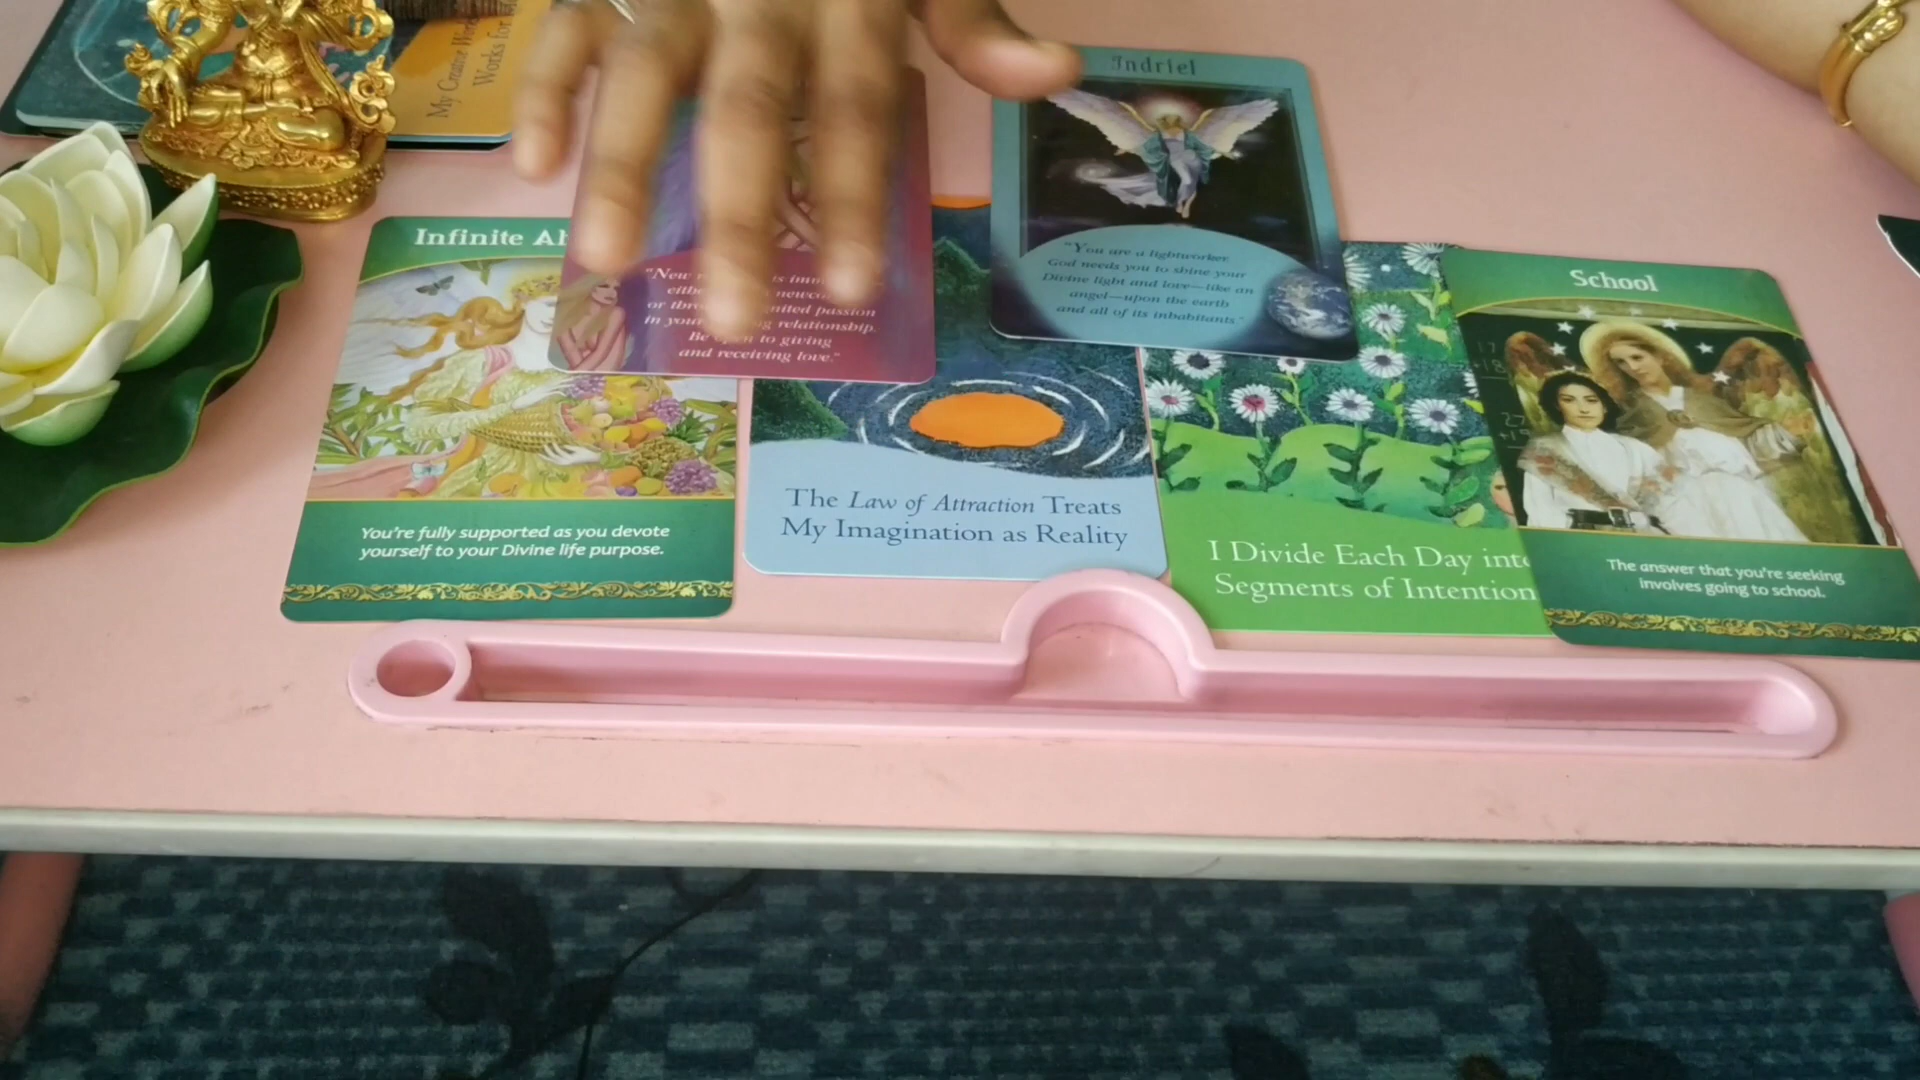 My Creative Wor
Works for
Indriel
"You are a lightworker.
God needs you to shine your
Divine light and love—like an
angel—upon the earth
and all of its inhabitants"
Infinite
"New
or
ignited passion
in your relationship.
Be to giving
and receiving love."
School
You're fully supported as you devote
yourself to your Divine life purpose.
The Law of Attraction Treats
My Imagination as Reality
I Divide Each Day into
Segments of Intention
The answer that you're seeking
involves going to school.